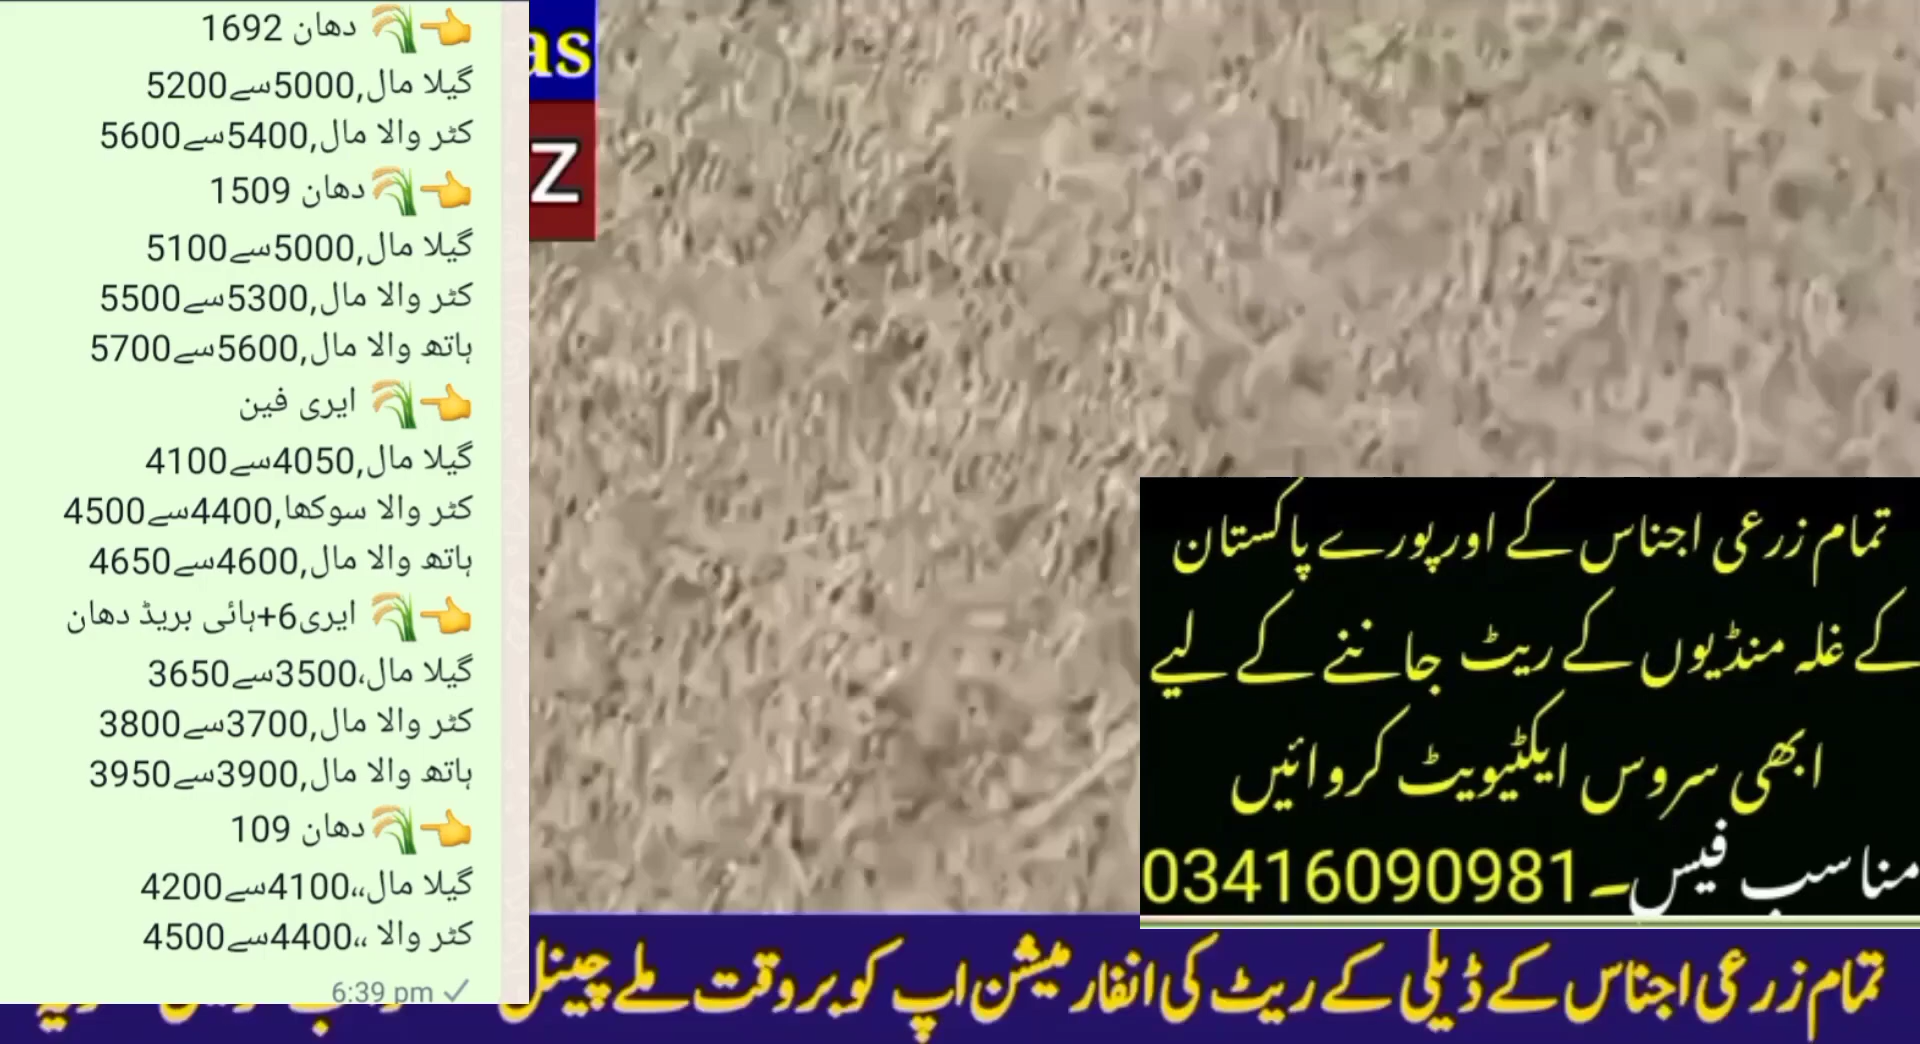 👈🌾 دھان 1692
گیلا مال,5000سے5200
کٹر والا مال,5400سے5600
👈🌾دھان 1509
گیلا مال,5000سے5100
کٹر والا مال,5300سے5500
ہاتھ والا مال,5600سے5700
👈🌾 ایری فین
گیلا مال,4050سے4100
کٹر والا سوکھا,4400سے4500
ہاتھ والا مال,4600سے4650
👈🌾 ایری6+ہائی بریڈ دھان
گیلا مال،3500سے3650
کٹر والا مال,3700سے3800
ہاتھ والا مال,3900سے3950
👈🌾دھان 109
گیلا مال،،4100سے4200
کٹر والا ،،4400سے4500
6:39 pm ✓
as
Z
تمام زرعی اجناس کے اور پورے پاکستان
کے غلہ منڈیوں کے ریٹ جاننے کے لیے
ابھی سروس ایکٹیویٹ کروائیں
مناسب فیس۔03416090981
تمام زرعی اجناس کے ڈیلی کے ریٹ کی انفارمیشن اپ کو بروقت ملے چینل